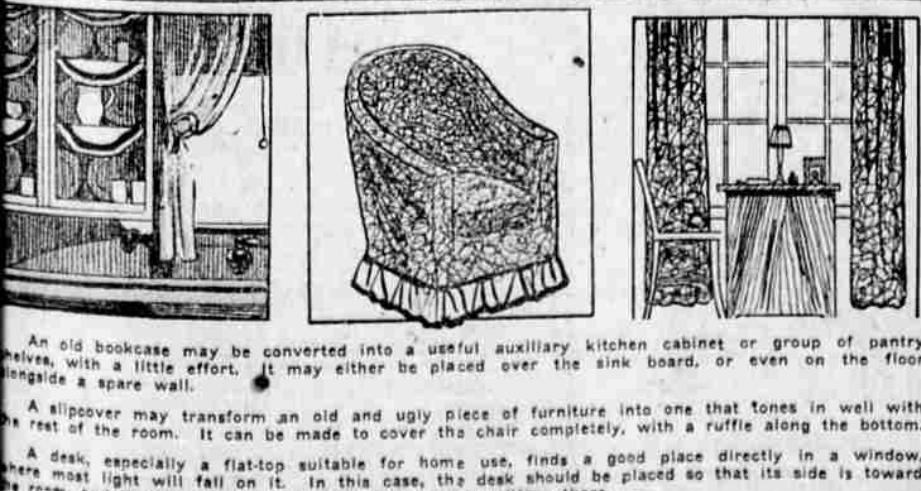 An old bookcase may be converted into a useful auxiliary kitchen cabinet or group of pantry
shelves, with a little effort. It may either be placed over the sink board, or even on the floor
alongside a spare wall.
A slipcover may transform an old and ugly piece of furniture into one that tones in well with
the rest of the room. It can be made to cover the chair completely, with a ruffle along the bottom.
A desk, especially a flat-top suitable for home use, finds a good place directly in a window,
where most light will fall on it. In this case, the desk should be placed so that its side is toward
the room